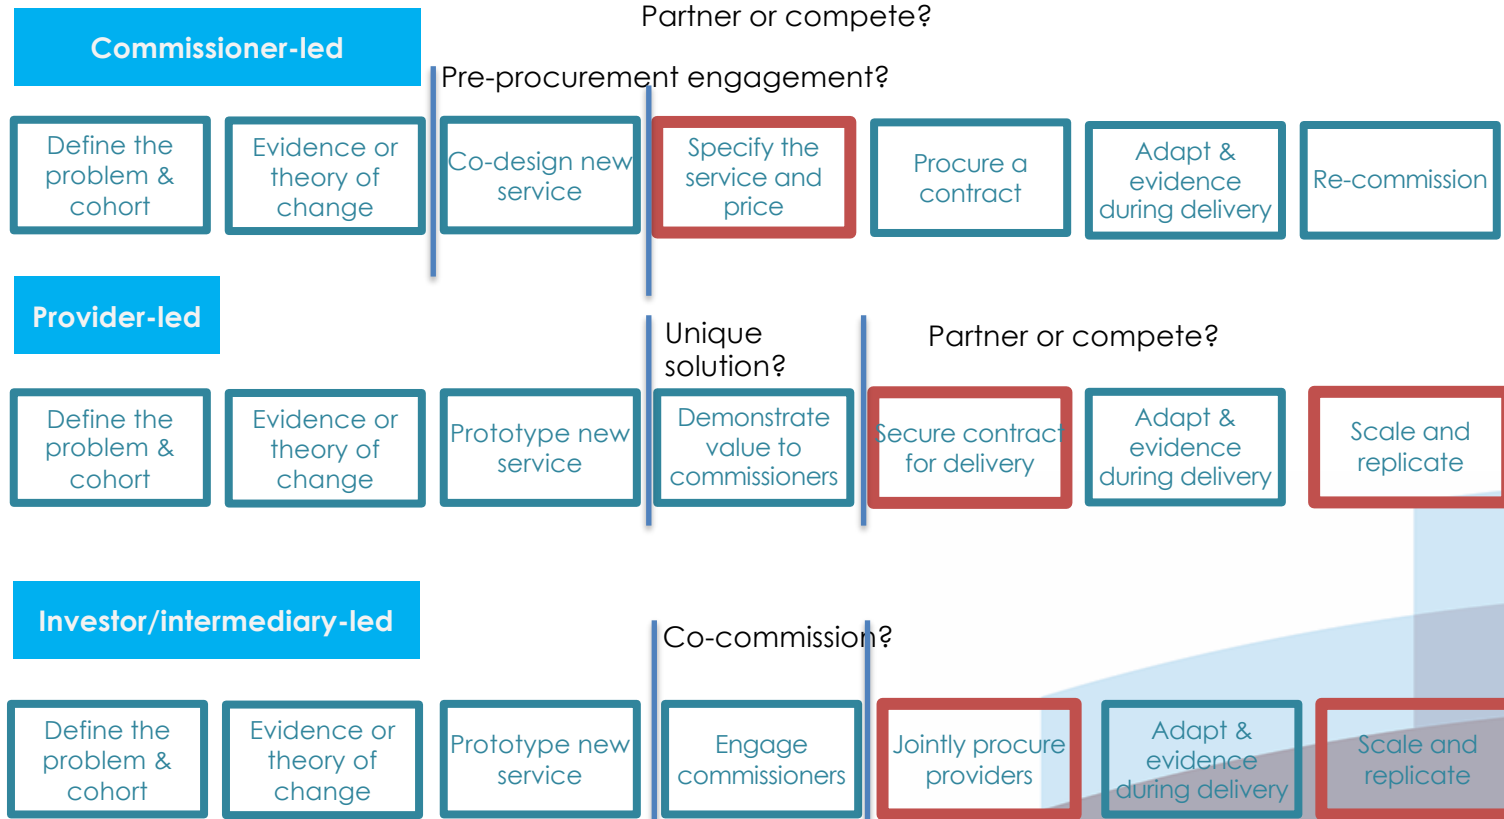 Partner or compete?
Commissioner-led
Pre-procurement engagement?
Define the
problem &
cohort
Evidence or
theory of
change
Co-design new
service
Specify the
service and
price
Procure a
contract
Adapt &
evidence
during delivery
Re-commission
Provider-led
Unique
solution?
Partner or compete?
Define the
problem &
cohort
Evidence or
theory of
change
Prototype new
service
Demonstrate
value to
commissioners
Secure contract
for delivery
Adapt &
evidence
during delivery
Scale and
replicate
Investor/intermediary-led
Co-commission?
Define the
problem &
cohort
Evidence or
theory of
change
Prototype new
service
Engage
commissioners
Jointly procure
providers
Adapt &
evidence
during delivery
Scale and
replicate